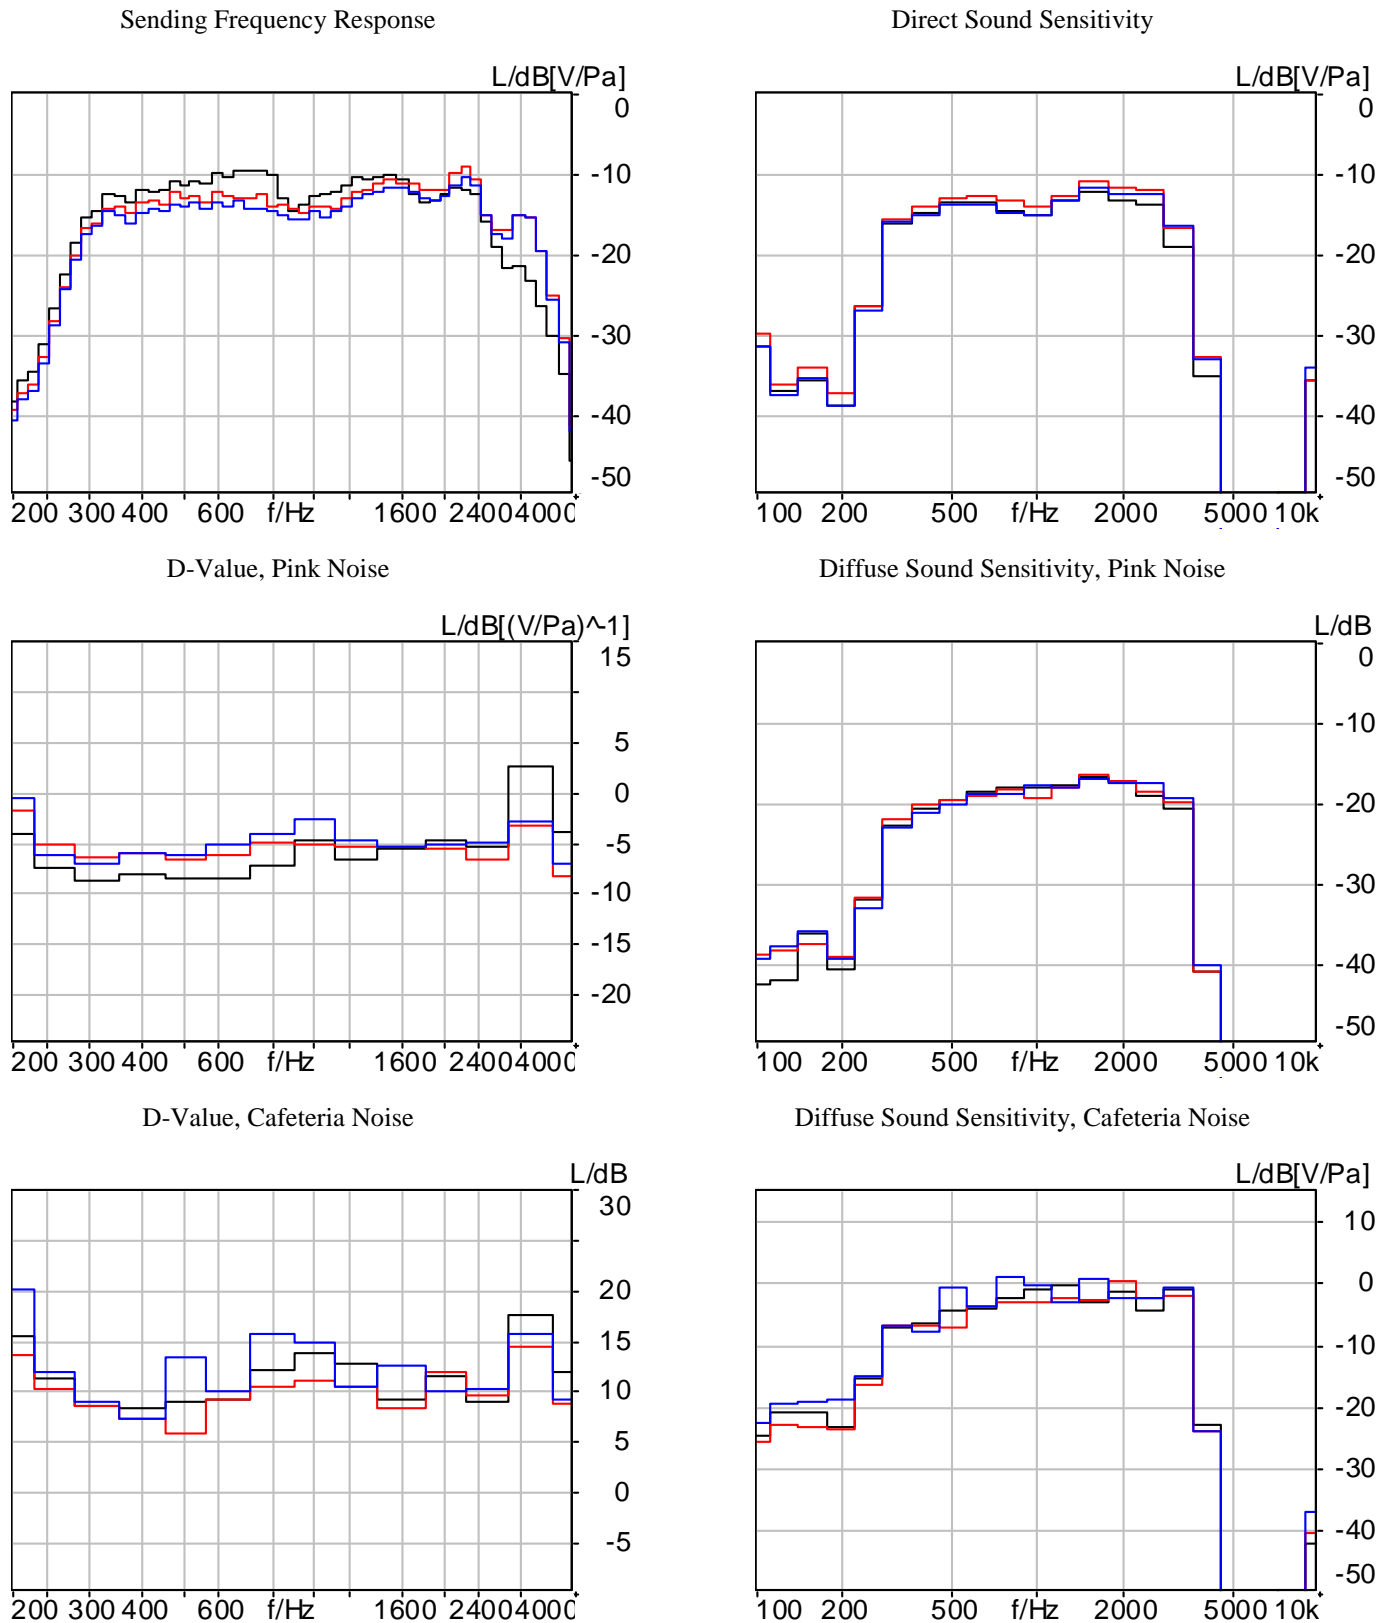 Sending Frequency Response
Direct Sound Sensitivity
L/dB[V/Pa]
0
-10
-20
-30
-40
-50
200 300 400 600 f/Hz 1600 2400 4000
L/dB[V/Pa]
0
-10
-20
-30
-40
-50
100 200 500 f/Hz 2000 5000 10k
D-Value, Pink Noise
Diffuse Sound Sensitivity, Pink Noise
L/dB[(V/Pa)^-1]
15
5
0
-5
-10
-15
-20
200 300 400 600 f/Hz 1600 2400 4000
L/dB
0
-10
-20
-30
-40
-50
100 200 500 f/Hz 2000 5000 10k
D-Value, Cafeteria Noise
Diffuse Sound Sensitivity, Cafeteria Noise
L/dB
30
20
15
10
5
0
-5
200 300 400 600 f/Hz 1600 2400 4000
L/dB[V/Pa]
10
0
-10
-20
-30
-40
-50
100 200 500 f/Hz 2000 5000 10k